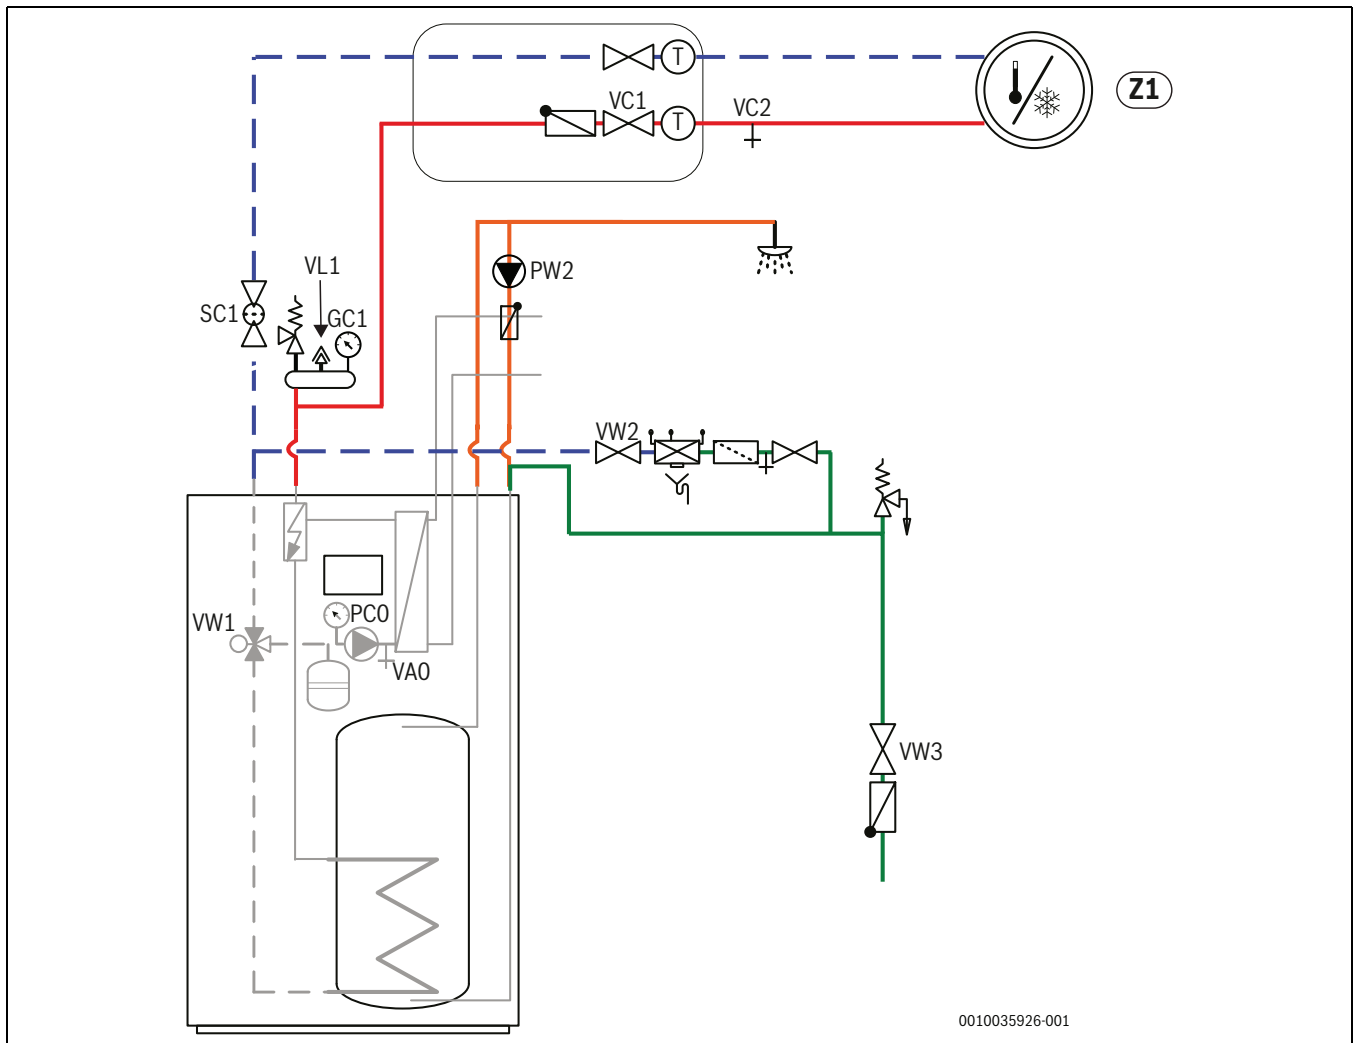 T
VC1
VC2
T
Z1
VL1
PW2
SC1
GC1
VW2
PC0
VW1
VA0
VW3
0010035926-001